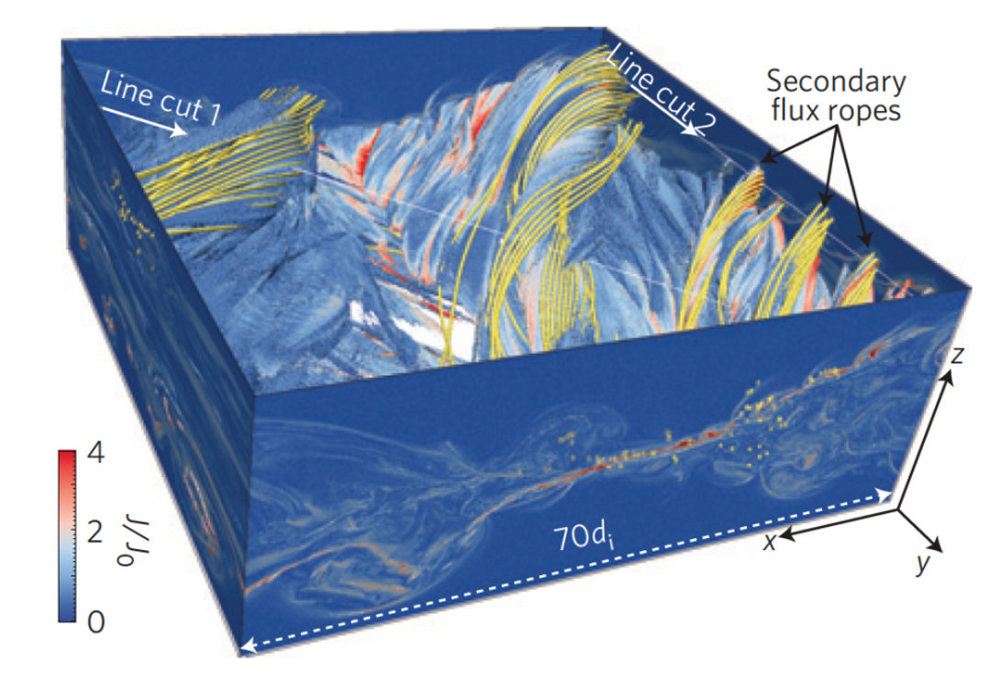 Line cut 1
Line cut 2
Secondary
flux ropes
z
4
2
0
J/J₀
70dᵢ
x
y